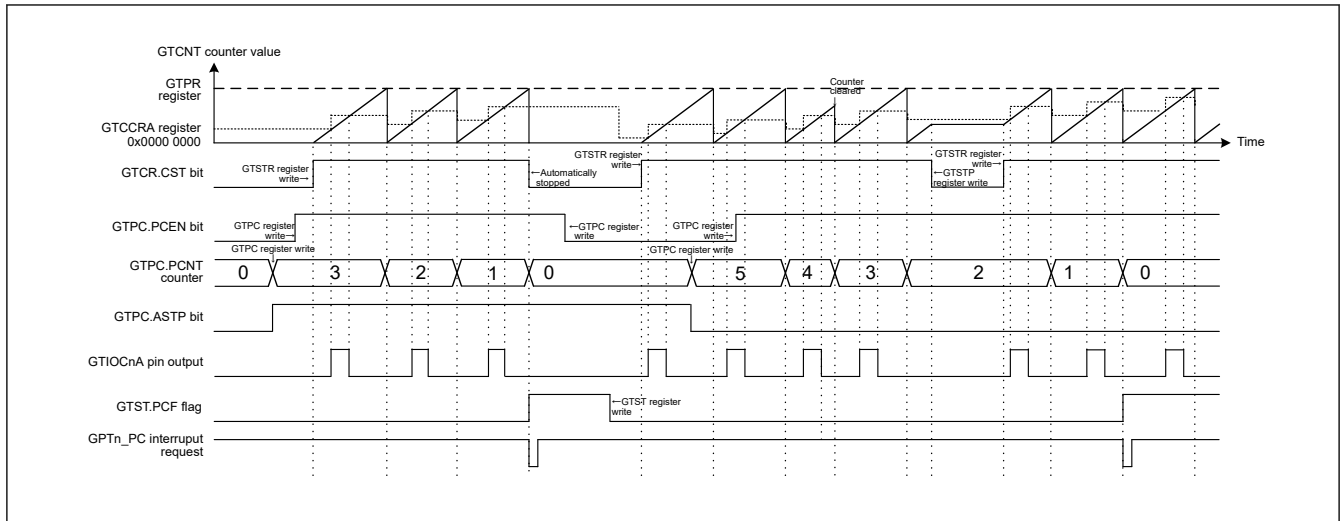 GTCNT counter value
GTPR
register
Counter
cleared
GTCCRA register
0x0000 0000
Time
GTCR.CST bit
GTSTR register
write→
←Automatically
stopped
GTSTR register
write→
←GTSTP
register write
GTSTR register
write→
GTPC.PCEN bit
GTPC register
write→
←GTPC register
write
GTPC register
write→
GTPC register write
GTPC register write
GTPC.PCNT
counter
0 3 2 1 0 5 4 3 2 1 0
GTPC.ASTP bit
GTIOCnA pin output
GTST.PCF flag
←GTST register
write
GPTn_PC interruput
request